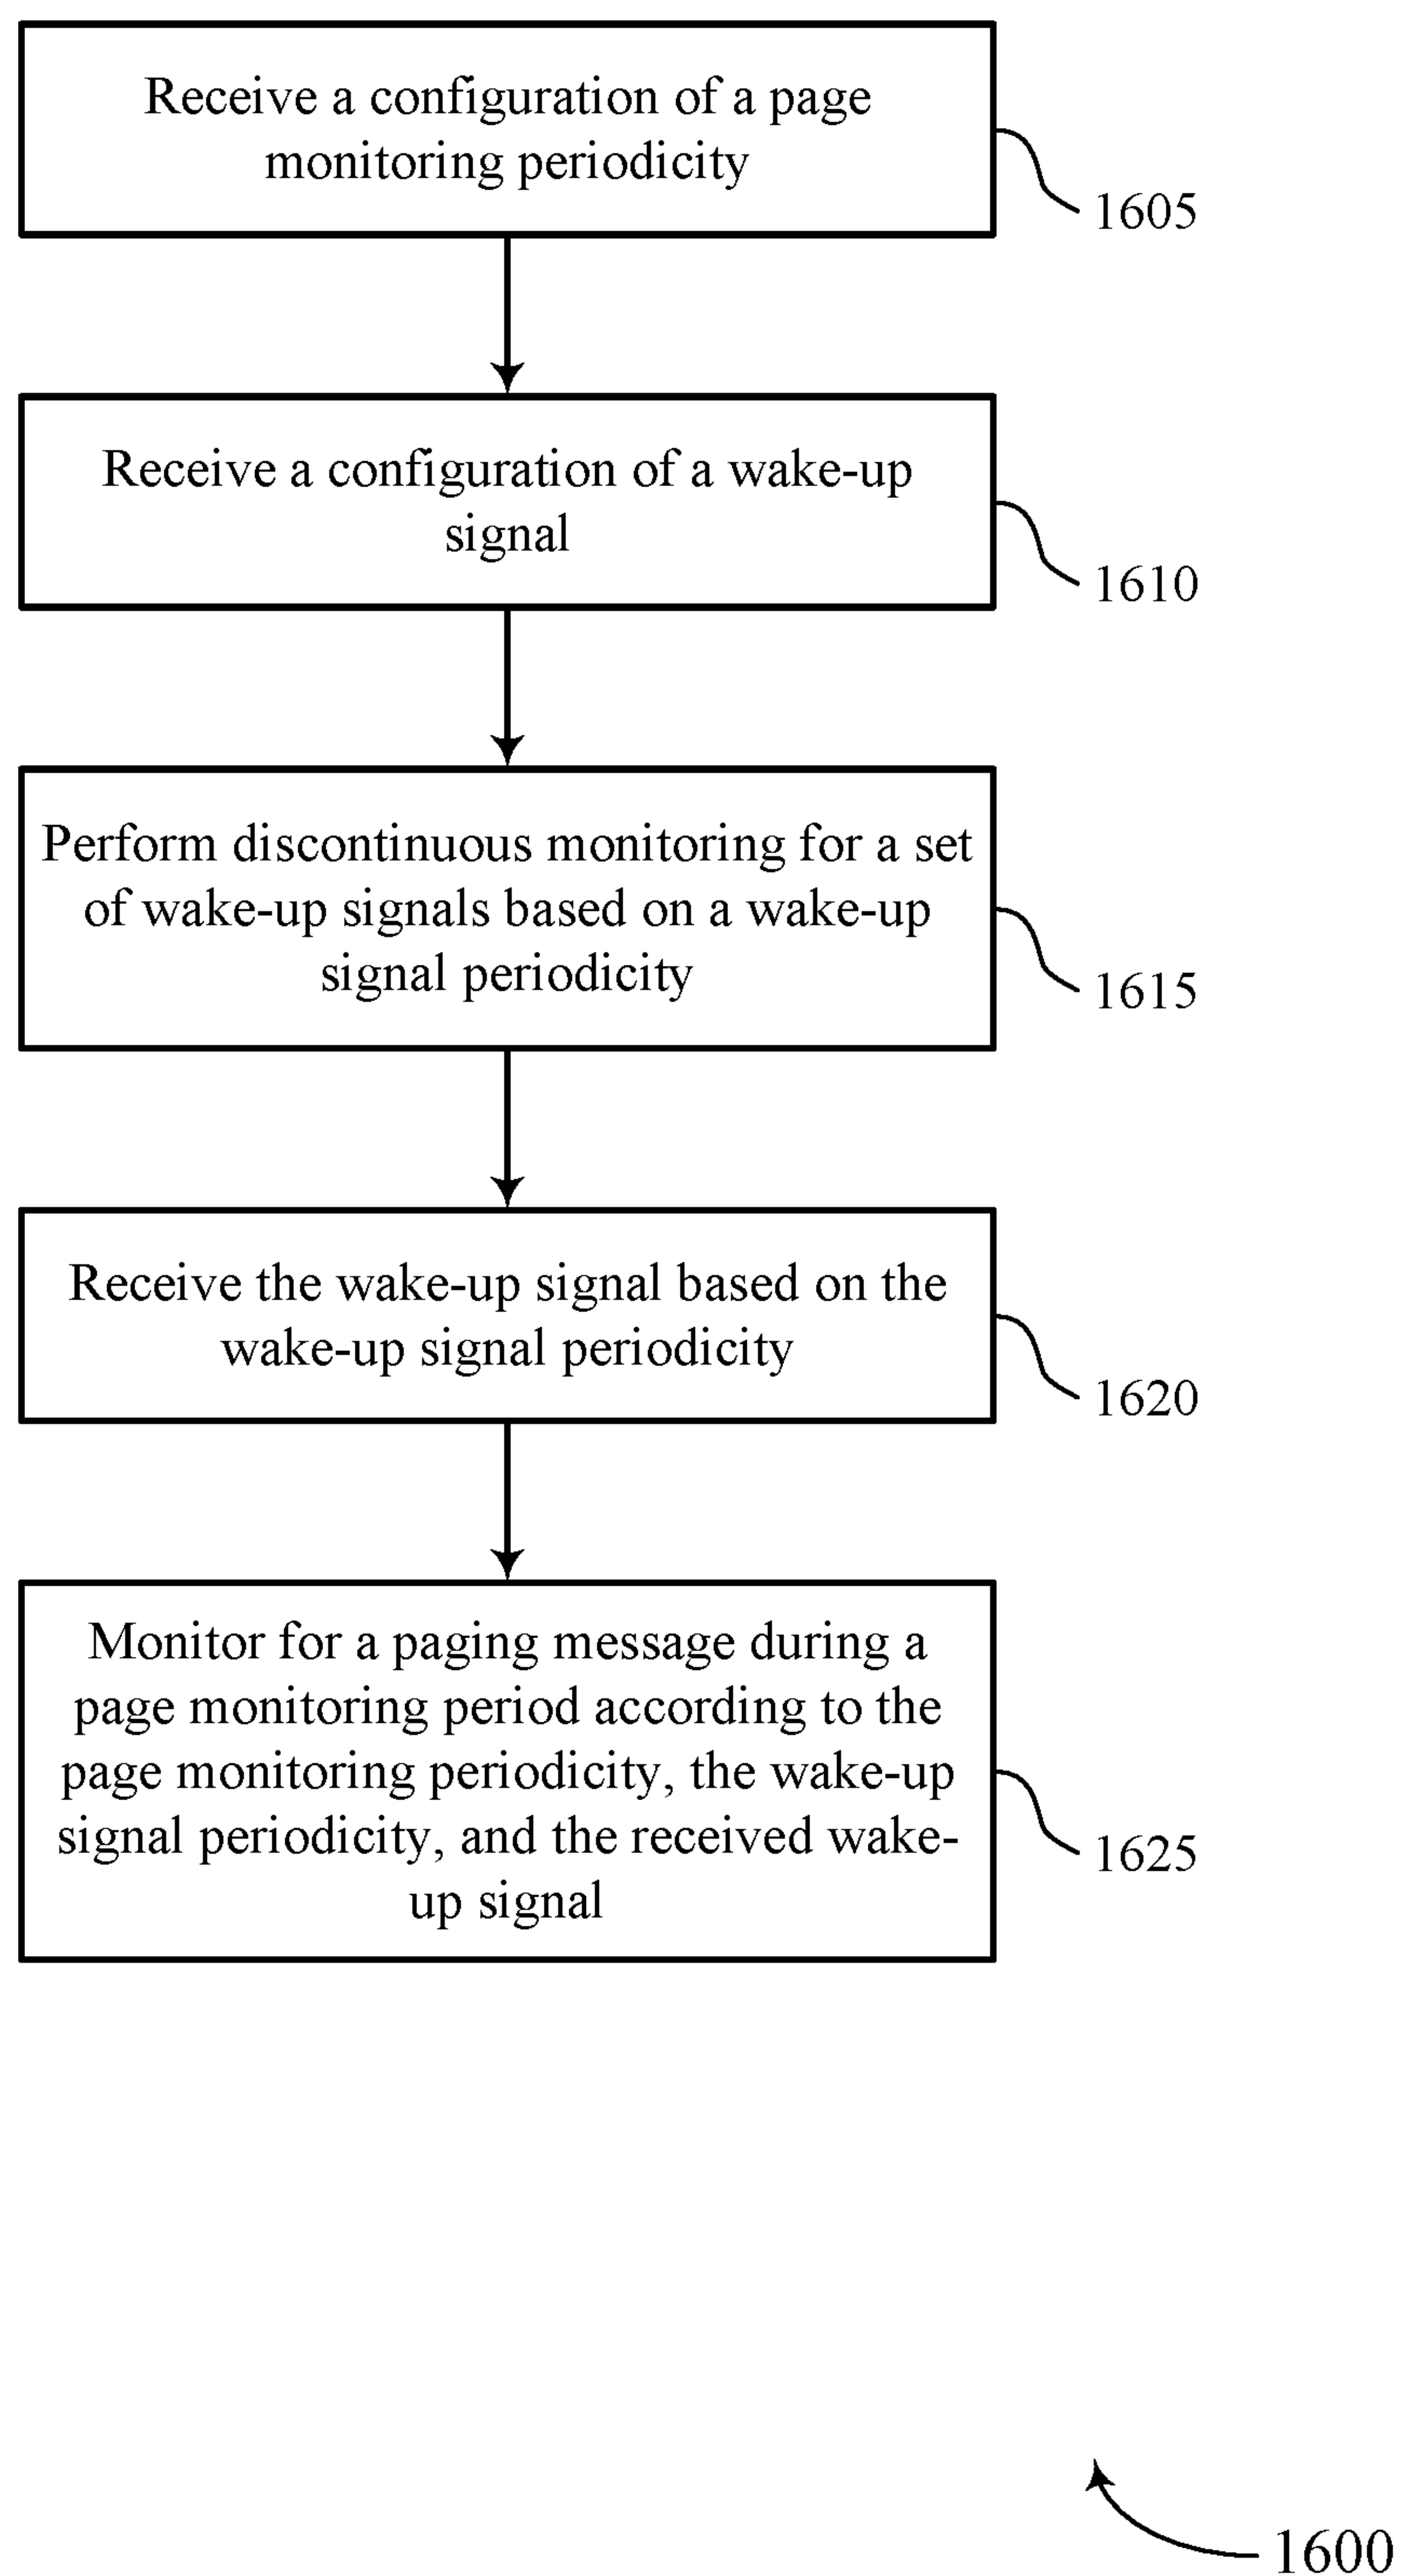 Receive a configuration of a page
monitoring periodicity
1605
Receive a configuration of a wake-up
signal
1610
Perform discontinuous monitoring for a set
of wake-up signals based on a wake-up
signal periodicity
1615
Receive the wake-up signal based on the
wake-up signal periodicity
1620
Monitor for a paging message during a
page monitoring period according to the
page monitoring periodicity, the wake-up
signal periodicity, and the received wake-
up signal
1625
1600